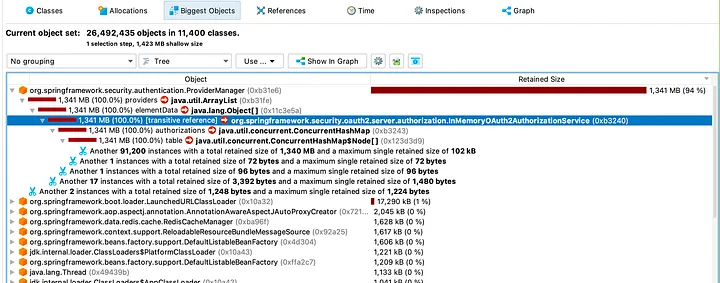 Classes Allocations Biggest Objects References Time Inspections Graph
Current object set: 26,492,435 objects in 11,400 classes.
1 selection step, 1,423 MB shallow size
No grouping Tree Use ... Show In Graph
Object Retained Size
org.springframework.security.authentication.ProviderManager (0xb31e6) 1,341 MB (94 %)
1,341 MB (100.0%) providers java.util.ArrayList (0xb31fe)
1,341 MB (100.0%) elementData java.lang.Object[] (0x11c3e5a)
1,341 MB (100.0%) [transitive reference] org.springframework.security.oauth2.server.authorization.InMemoryOAuth2AuthorizationService (0xb3240)
1,341 MB (100.0%) authorizations java.util.concurrent.ConcurrentHashMap (0xb3243)
1,341 MB (100.0%) table java.util.concurrent.ConcurrentHashMap$Node[] (0x123d3d9)
Another 91,200 instances with a total retained size of 1,340 MB and a maximum single retained size of 102 kB
Another 1 instances with a total retained size of 72 bytes and a maximum single retained size of 72 bytes
Another 1 instances with a total retained size of 96 bytes and a maximum single retained size of 96 bytes
Another 17 instances with a total retained size of 3,392 bytes and a maximum single retained size of 1,480 bytes
Another 2 instances with a total retained size of 1,248 bytes and a maximum single retained size of 1,224 bytes
org.springframework.boot.loader.LaunchedURLClassLoader (0x10a32) 17,290 kB (1 %)
org.springframework.aop.aspectj.annotation.AnnotationAwareAspectJAutoProxyCreator (0x721... 2,045 kB (0 %)
org.springframework.data.redis.cache.RedisCacheManager (0xba96f) 1,628 kB (0 %)
org.springframework.context.support.ReloadableResourceBundleMessageSource (0x92a25) 1,617 kB (0 %)
org.springframework.beans.factory.support.DefaultListableBeanFactory (0x4d304) 1,606 kB (0 %)
jdk.internal.loader.ClassLoaders$PlatformClassLoader (0x10a43) 1,221 kB (0 %)
org.springframework.beans.factory.support.DefaultListableBeanFactory (0xffa2c7) 1,209 kB (0 %)
java.lang.Thread (0x49439b) 1,133 kB (0 %)
jdk.internal.loader.ClassLoaders$AppClassLoader (0x10a3... 1,041 kB (0 %)